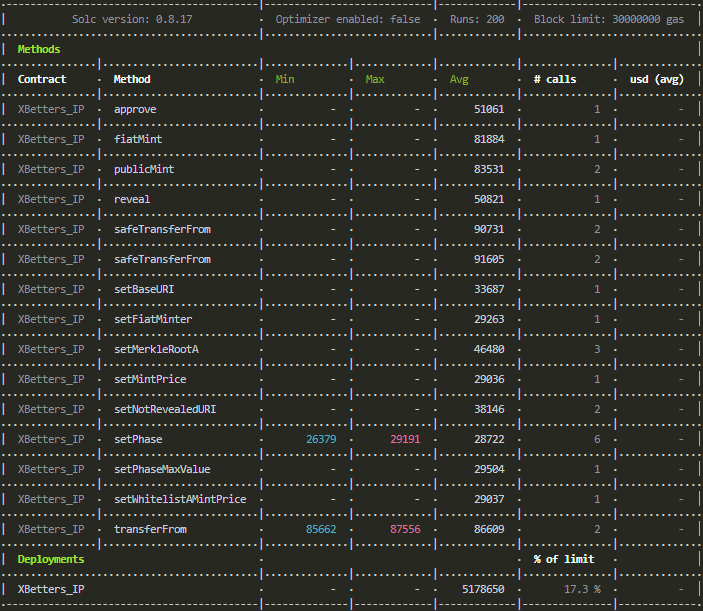 Solc version: 0.8.17 · Optimizer enabled: false · Runs: 200 · Block limit: 30000000 gas
Methods
Contract · Method · Min · Max · Avg · # calls · usd (avg)
XBetters_IP · approve · - · - · 51061 · 1 · -
XBetters_IP · fiatMint · - · - · 81884 · 1 · -
XBetters_IP · publicMint · - · - · 83531 · 2 · -
XBetters_IP · reveal · - · - · 50821 · 1 · -
XBetters_IP · safeTransferFrom · - · - · 90731 · 2 · -
XBetters_IP · safeTransferFrom · - · - · 91605 · 2 · -
XBetters_IP · setBaseURI · - · - · 33687 · 1 · -
XBetters_IP · setFiatMinter · - · - · 29263 · 1 · -
XBetters_IP · setMerkleRootA · - · - · 46480 · 3 · -
XBetters_IP · setMintPrice · - · - · 29036 · 1 · -
XBetters_IP · setNotRevealedURI · - · - · 38146 · 2 · -
XBetters_IP · setPhase · 26379 · 29191 · 28722 · 6 · -
XBetters_IP · setPhaseMaxValue · - · - · 29504 · 1 · -
XBetters_IP · setWhitelistAMintPrice · - · - · 29037 · 1 · -
XBetters_IP · transferFrom · 85662 · 87556 · 86609 · 2 · -
Deployments · · % of limit ·
XBetters_IP · - · - · 5178650 · 17.3 % · -